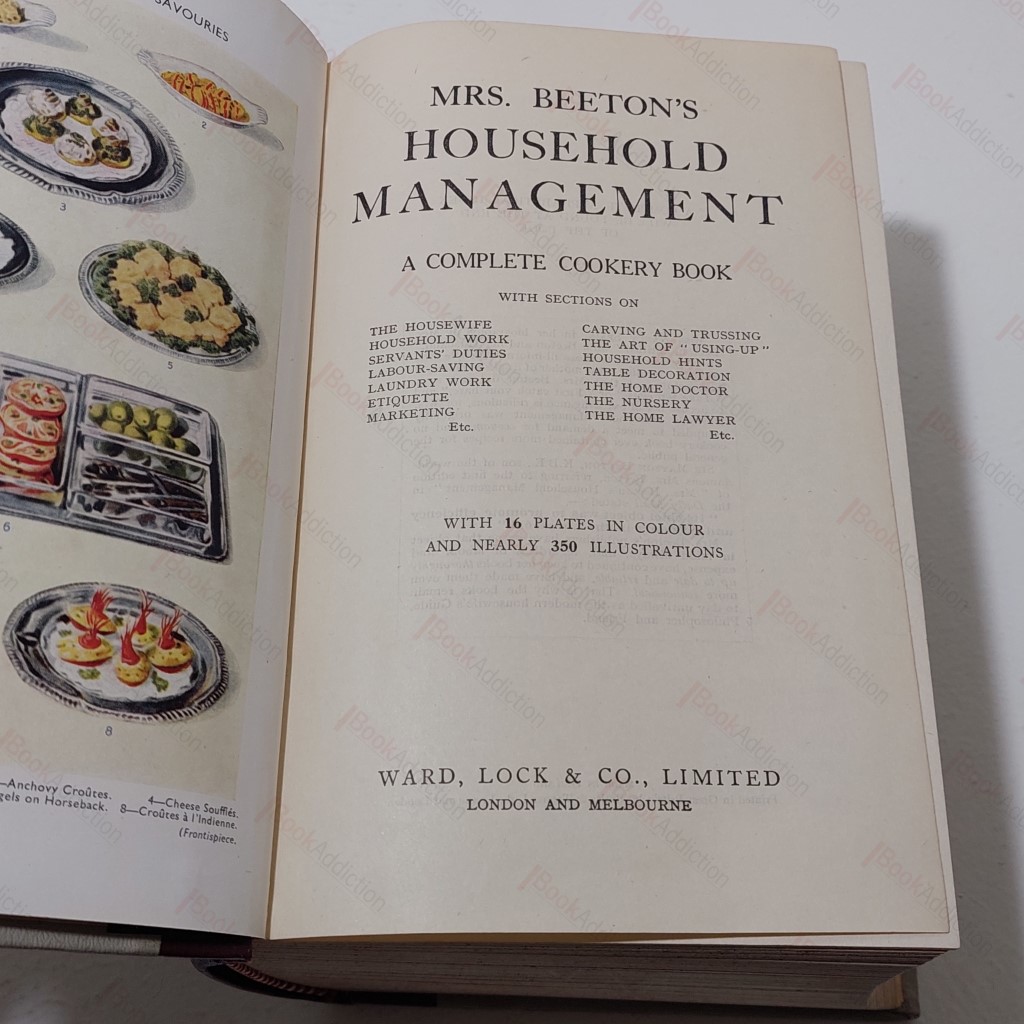 SAVOURIES
2
3
5
6
8
—Anchovy Croûtes.
gels on Horseback.
4—Cheese Soufflés.
8—Croûtes à l'Indienne.
(Frontispiece.
MRS. BEETON'S
HOUSEHOLD
MANAGEMENT
A COMPLETE COOKERY BOOK
WITH SECTIONS ON
THE HOUSEWIFE
HOUSEHOLD WORK
SERVANTS' DUTIES
LABOUR-SAVING
LAUNDRY WORK
ETIQUETTE
MARKETING
Etc.
CARVING AND TRUSSING
THE ART OF "USING-UP"
HOUSEHOLD HINTS
TABLE DECORATION
THE HOME DOCTOR
THE NURSERY
THE HOME LAWYER
Etc.
WITH 16 PLATES IN COLOUR
AND NEARLY 350 ILLUSTRATIONS
WARD, LOCK & CO., LIMITED
LONDON AND MELBOURNE
BookAddiction